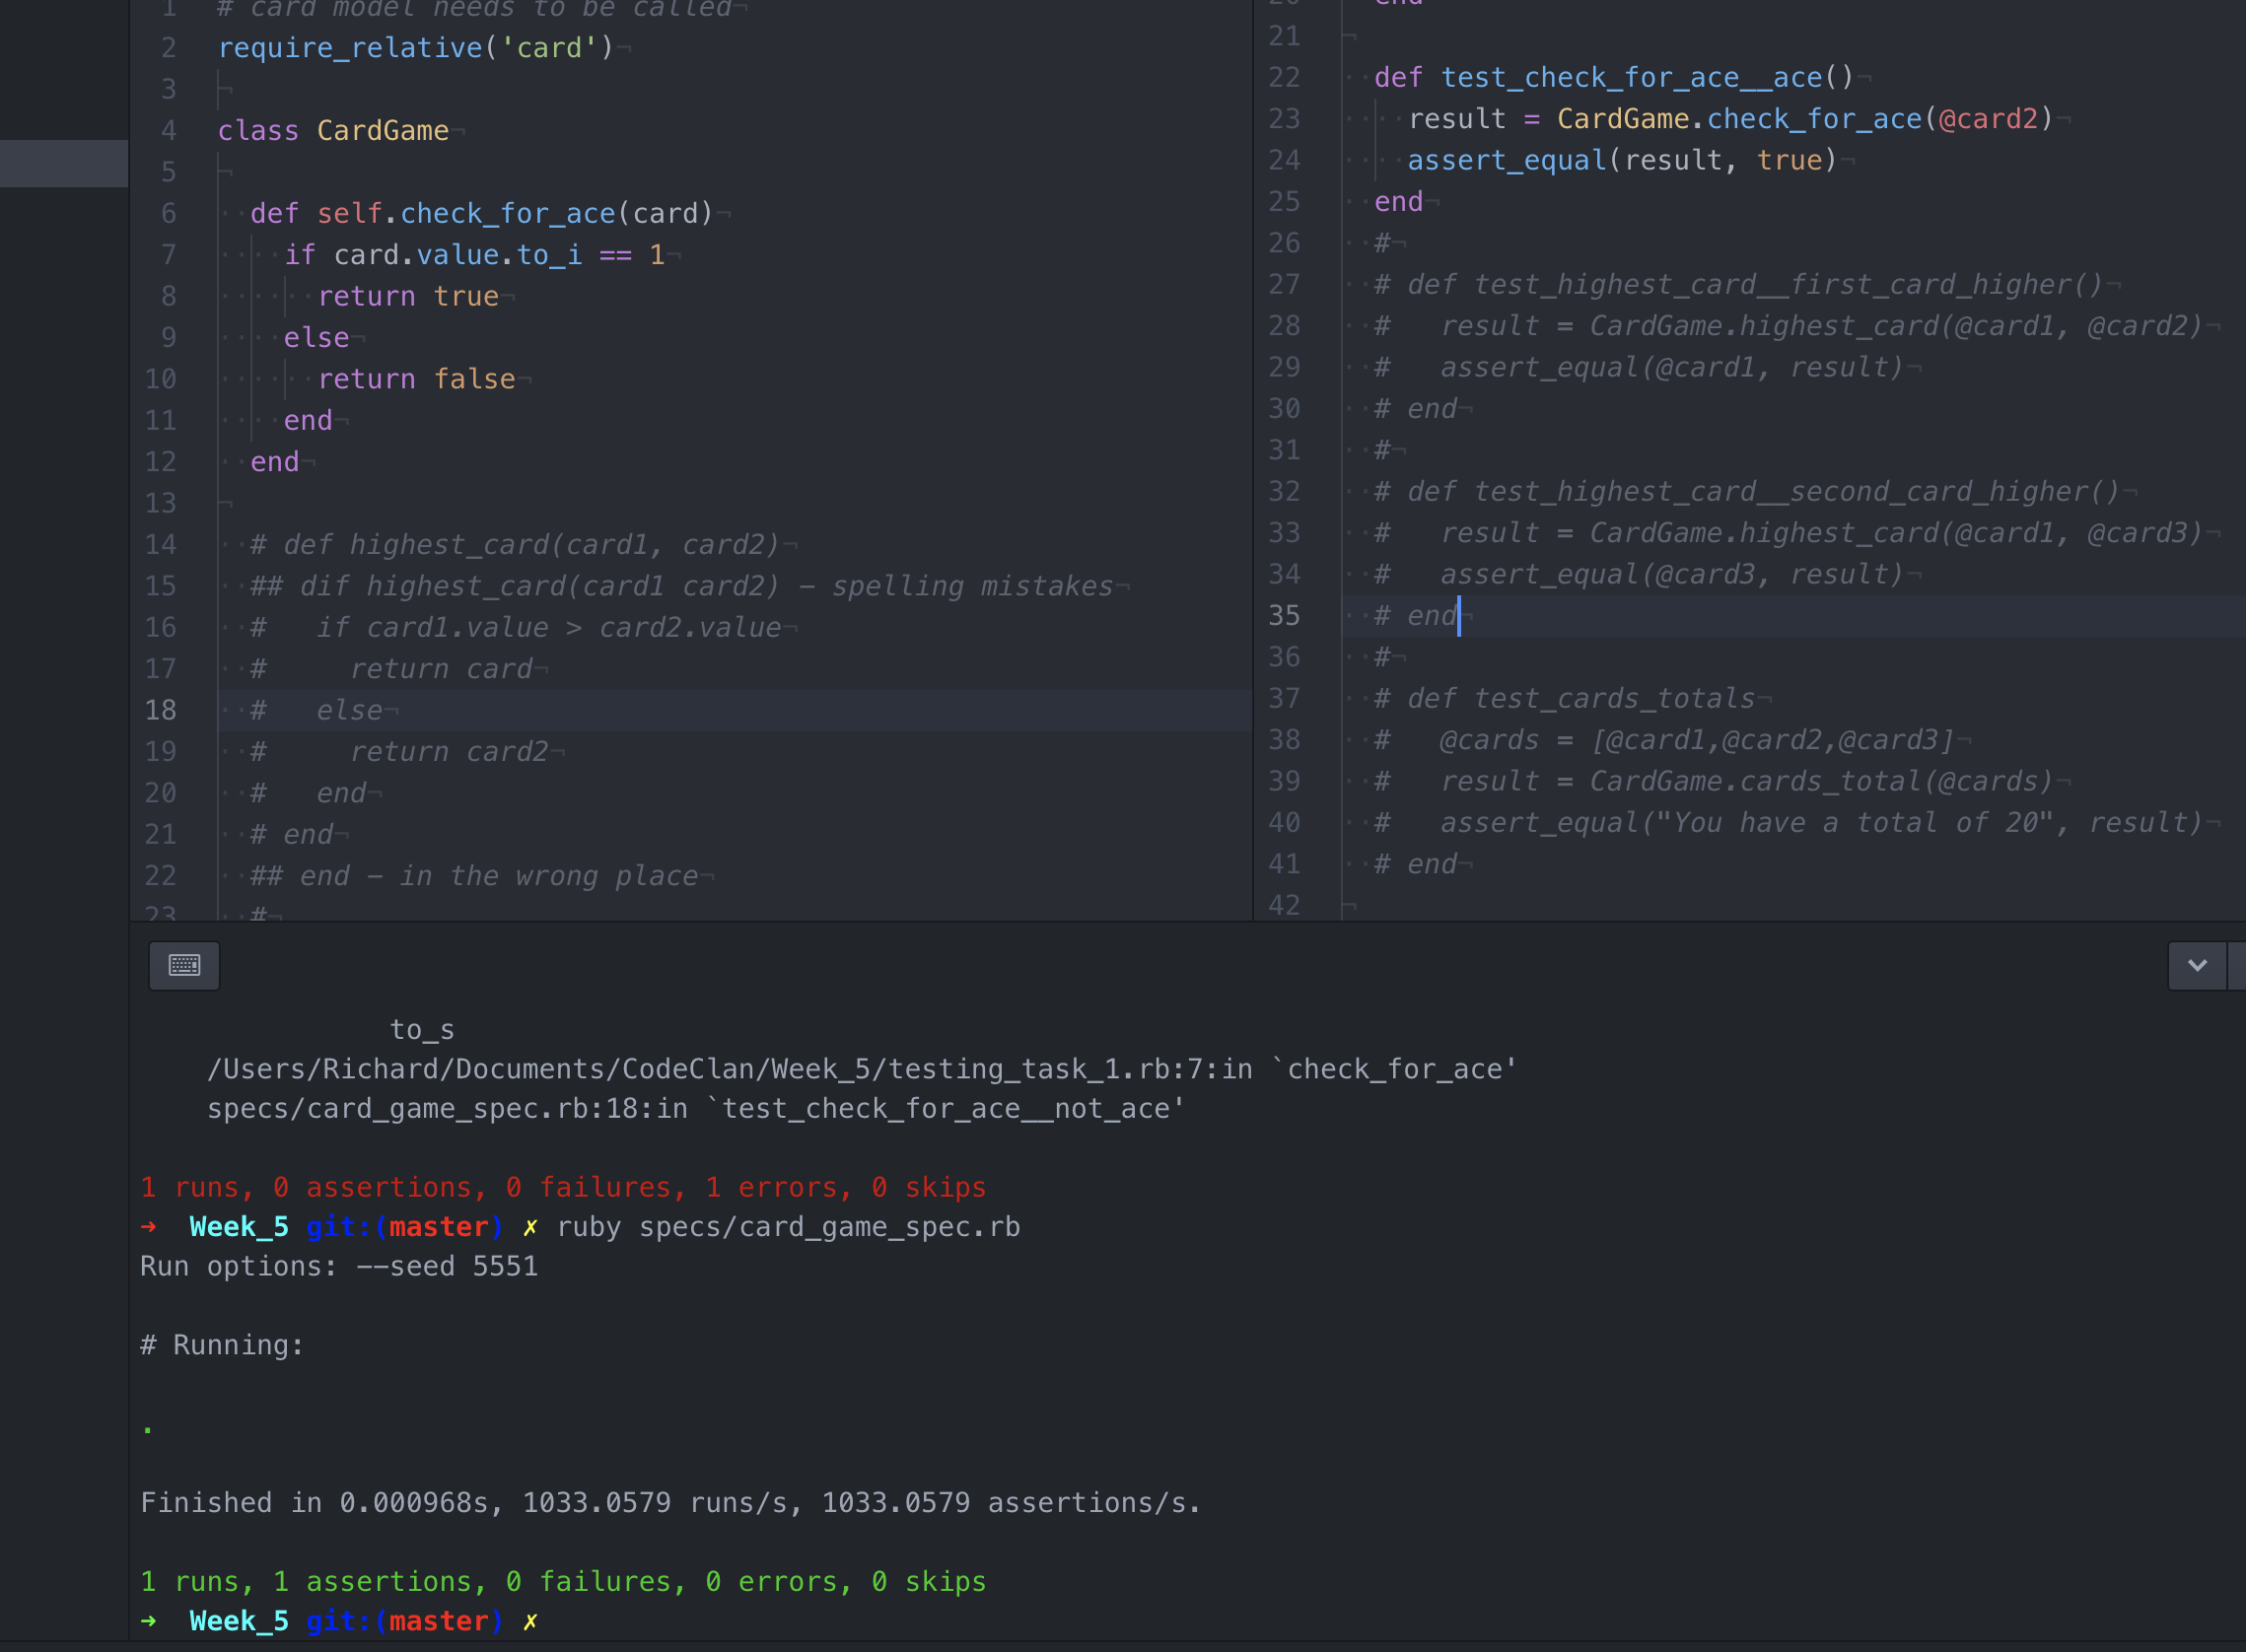 1 # card model needs to be called
2 require_relative('card')
3
4 class CardGame
5
6 def self.check_for_ace(card)
7 if card.value.to_i == 1
8 return true
9 else
10 return false
11 end
12 end
13
14 # def highest_card(card1, card2)
15 ## dif highest_card(card1 card2) – spelling mistakes
16 # if card1.value > card2.value
17 # return card
18 # else
19 # return card2
20 # end
21 # end
22 ## end – in the wrong place
23 #
20 end
21
22 def test_check_for_ace__ace()
23 result = CardGame.check_for_ace(@card2)
24 assert_equal(result, true)
25 end
26 #
27 # def test_highest_card__first_card_higher()
28 # result = CardGame.highest_card(@card1, @card2)
29 # assert_equal(@card1, result)
30 # end
31 #
32 # def test_highest_card__second_card_higher()
33 # result = CardGame.highest_card(@card1, @card3)
34 # assert_equal(@card3, result)
35 # end
36 #
37 # def test_cards_totals
38 # @cards = [@card1,@card2,@card3]
39 # result = CardGame.cards_total(@cards)
40 # assert_equal("You have a total of 20", result)
41 # end
42
to_s
/Users/Richard/Documents/CodeClan/Week_5/testing_task_1.rb:7:in `check_for_ace'
specs/card_game_spec.rb:18:in `test_check_for_ace__not_ace'
1 runs, 0 assertions, 0 failures, 1 errors, 0 skips
→ Week_5 git:(master) ✗ ruby specs/card_game_spec.rb
Run options: --seed 5551
# Running:
.
Finished in 0.000968s, 1033.0579 runs/s, 1033.0579 assertions/s.
1 runs, 1 assertions, 0 failures, 0 errors, 0 skips
→ Week_5 git:(master) ✗